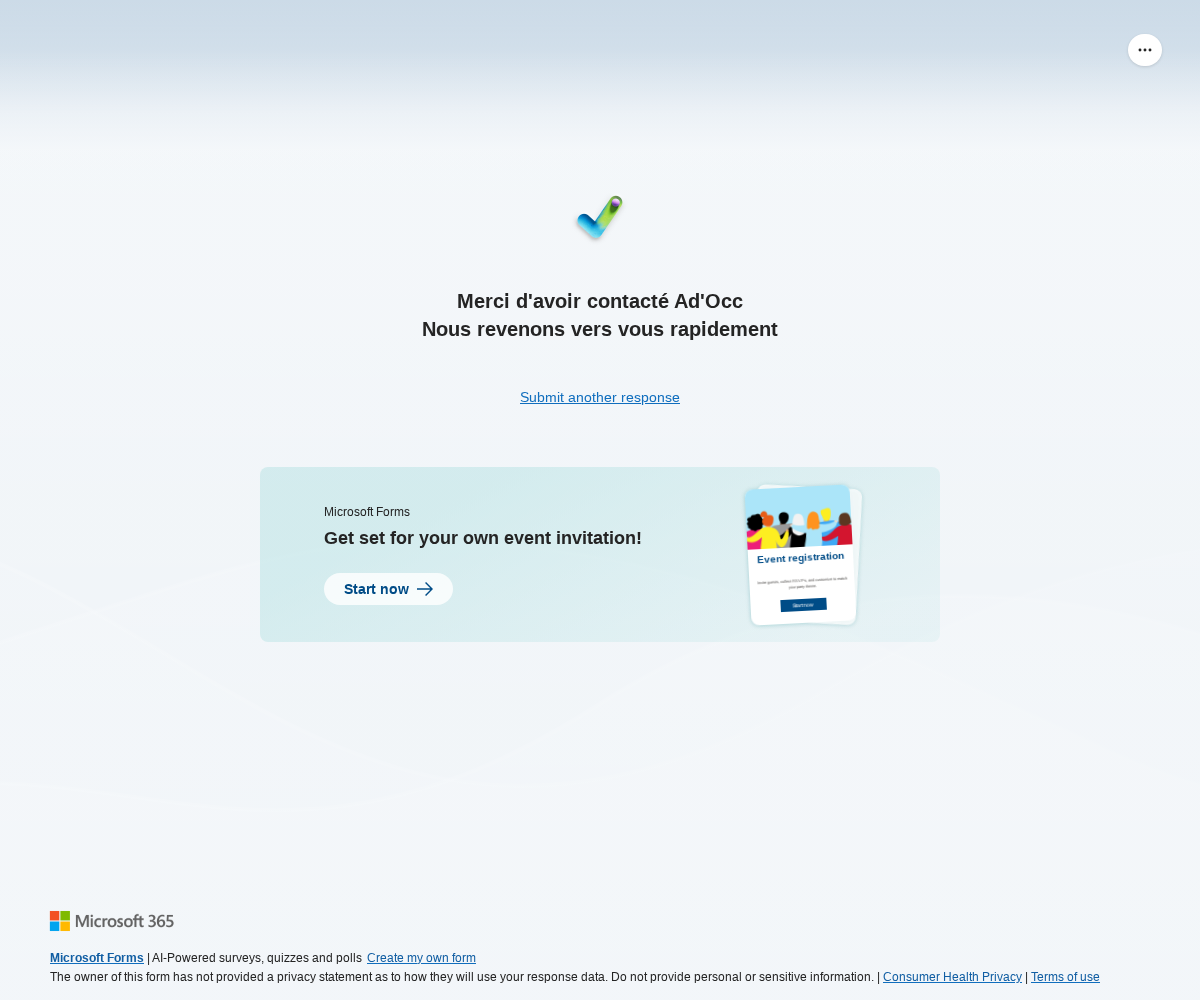 Merci d'avoir contacté Ad'Occ
Nous revenons vers vous rapidement
Submit another response
Microsoft Forms
Get set for your own event invitation!
Start now
Event registration
Microsoft 365
Microsoft Forms | AI-Powered surveys, quizzes and polls Create my own form
The owner of this form has not provided a privacy statement as to how they will use your response data. Do not provide personal or sensitive information. | Consumer Health Privacy | Terms of use